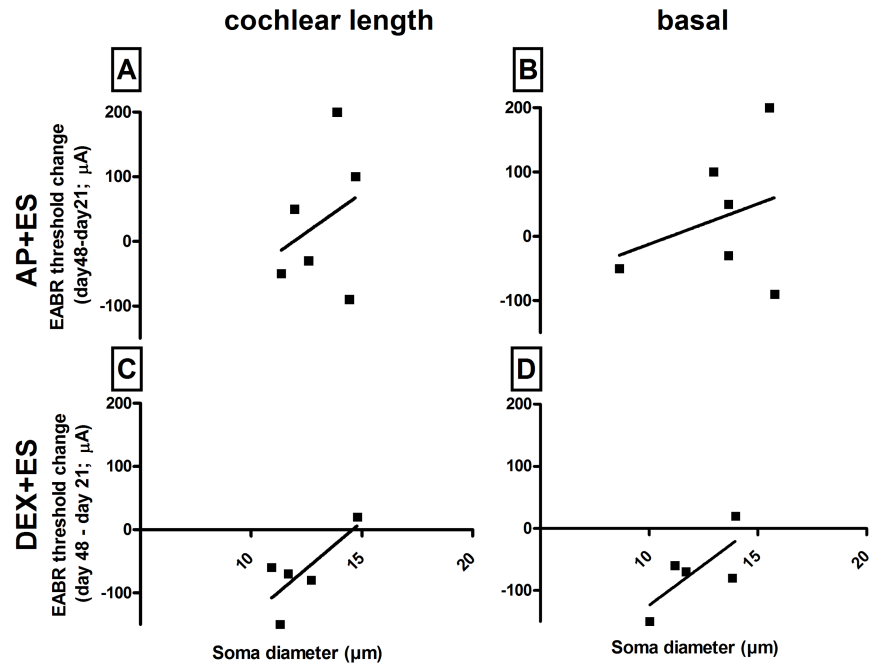 cochlear length
basal
A
B
AP+ES
EABR threshold change
(day48-day21; µA)
200
100
0
-100
200
100
0
-100
C
D
DEX+ES
EABR threshold change
(day 48 - day 21; µA)
200
100
0
-100
10
15
20
200
100
0
-100
10
15
20
Soma diameter (µm)
Soma diameter (µm)